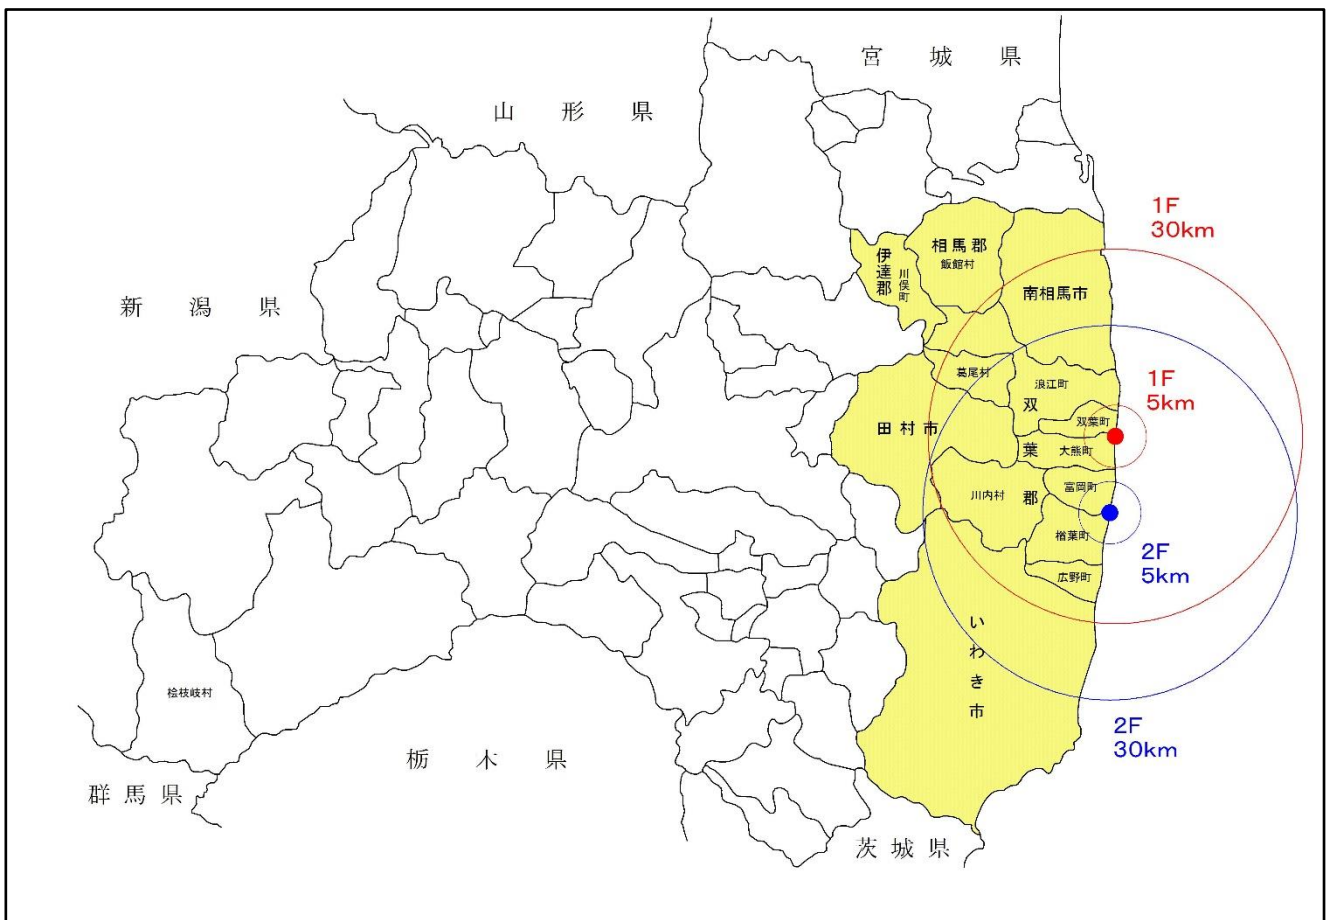 宮城県
山形県
1F
30km
相馬郡
飯館村
伊達郡
川俣町
南相馬市
新潟県
葛尾村
浪江町
1F
5km
双葉郡
双葉町
田村市
大熊町
富岡町
川内村
楢葉町
2F
5km
広野町
いわき市
桧枝岐村
2F
30km
栃木県
群馬県
茨城県